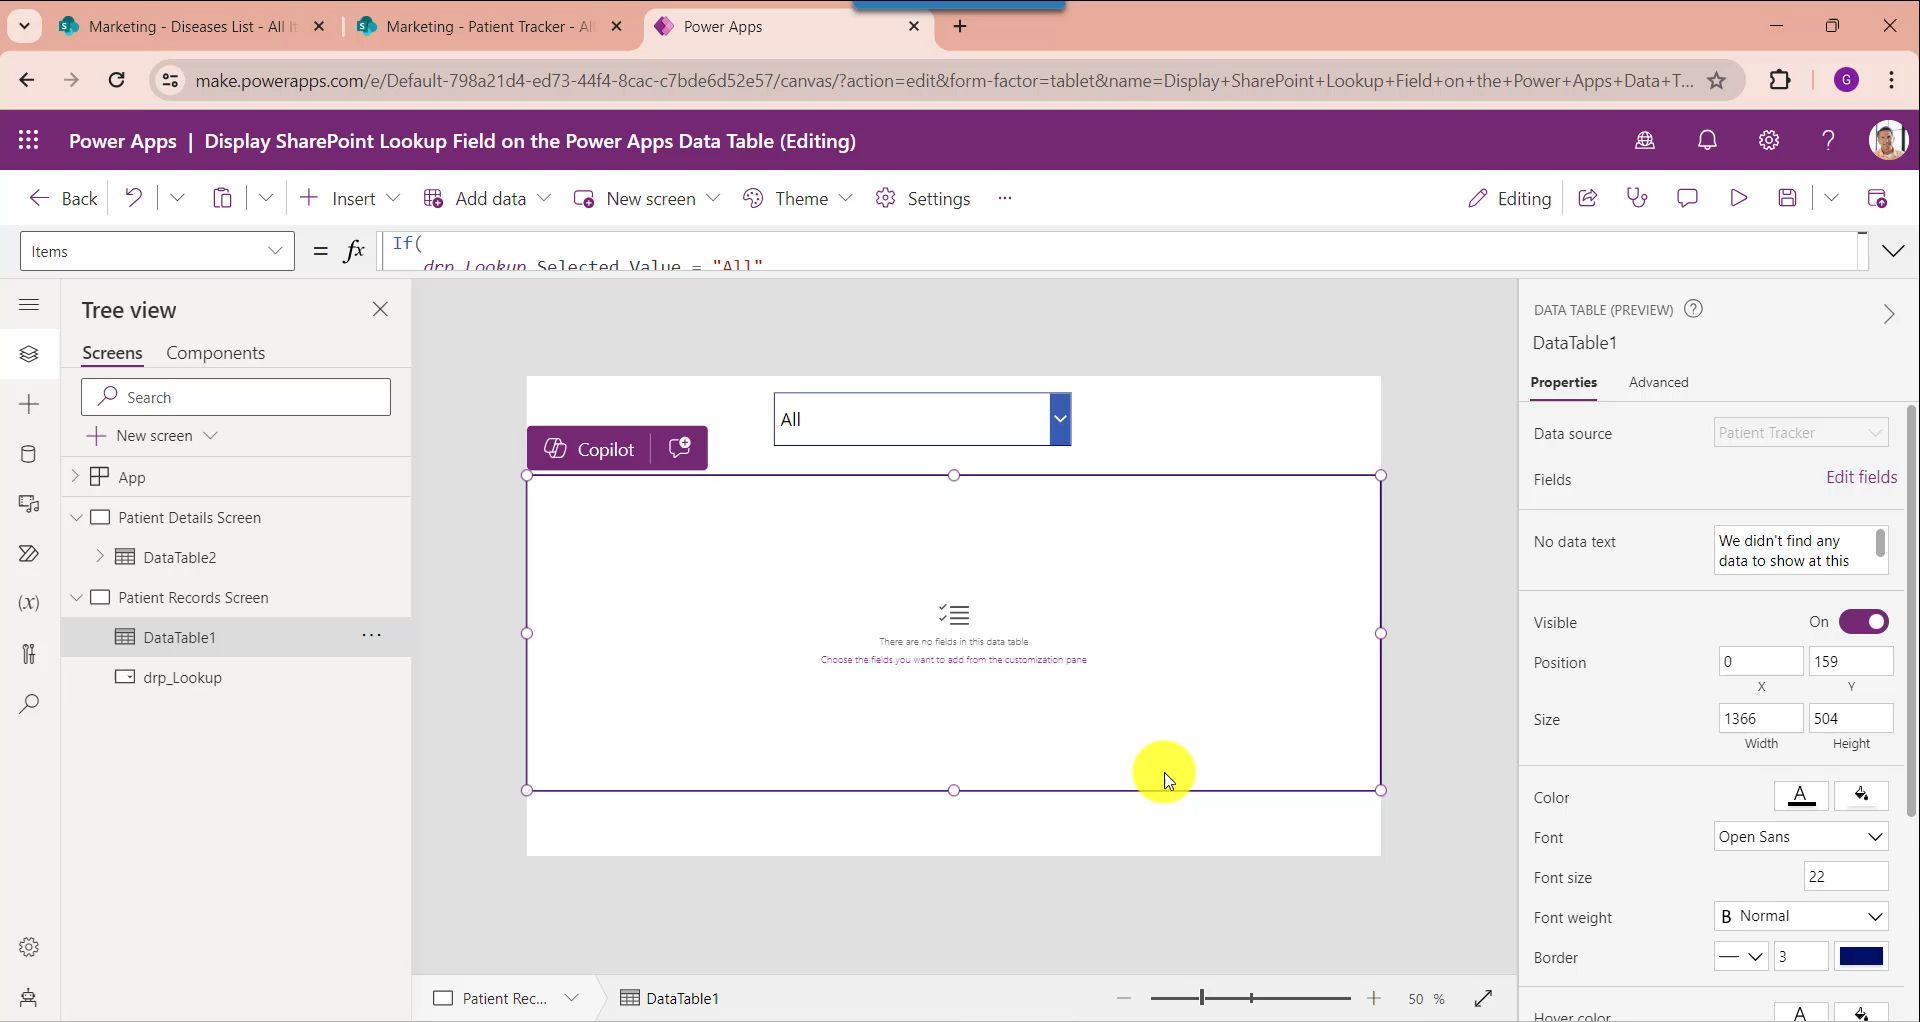 Marketing - Diseases List - All It
Marketing - Patient Tracker - All
Power Apps
make.powerapps.com/e/Default-798a21d4-ed73-44f4-8cac-c7bde6d52e57/canvas/?action=edit&form-factor=tablet&name=Display+SharePoint+Lookup+Field+on+the+Power+Apps+Data+T...
G
Power Apps | Display SharePoint Lookup Field on the Power Apps Data Table (Editing)
Back
Insert
Add data
New screen
Theme
Settings
Editing
Items
= fx
If(
drp_Lookup.Selected.Value = "All"
Tree view
Screens
Components
Search
New screen
App
Patient Details Screen
DataTable2
Patient Records Screen
DataTable1
drp_Lookup
All
Copilot
There are no fields in this data table
Choose the fields you want to add from the customization pane
DATA TABLE (PREVIEW)
DataTable1
Properties
Advanced
Data source
Patient Tracker
Fields
Edit fields
No data text
We didn't find any
data to show at this
Visible
On
Position
0
159
X
Y
Size
1366
504
Width
Height
Color
A
Font
Open Sans
Font size
22
Font weight
B Normal
Border
3
Hover color
A
Patient Rec...
DataTable1
50 %